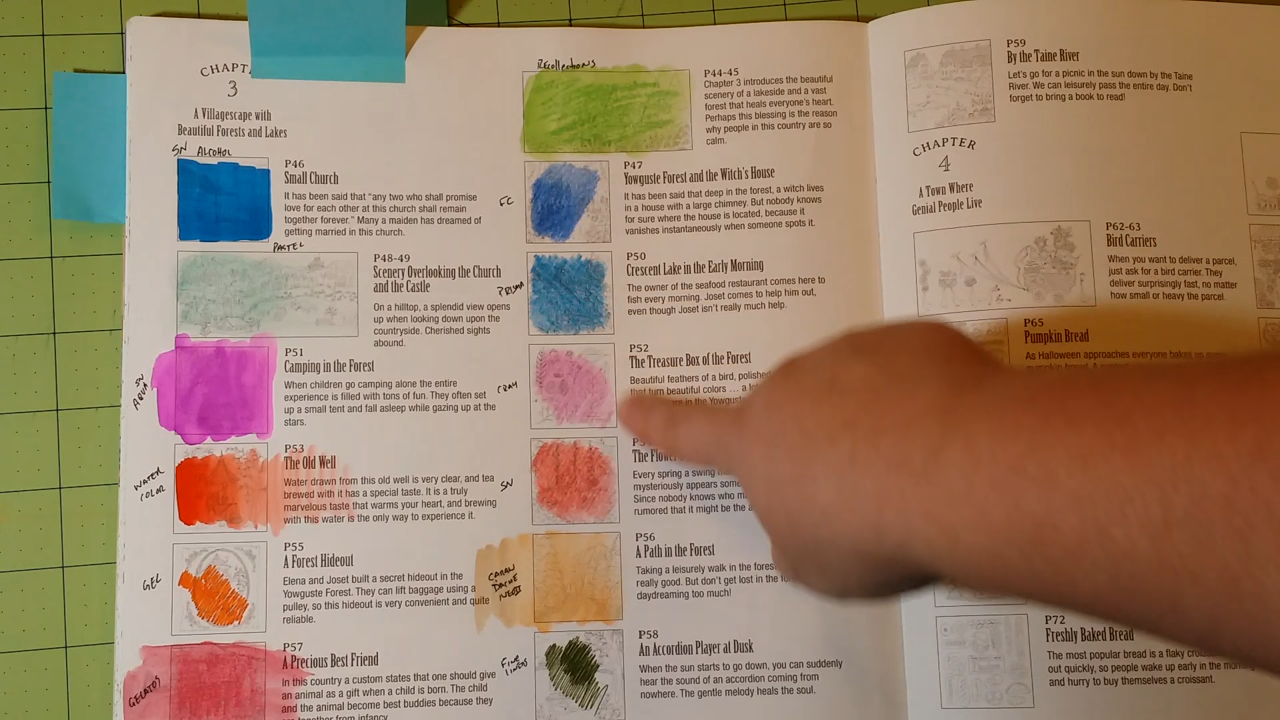 CHAPT
3
A Villagescape with
Beautiful Forests and Lakes
SN ALCOHOL
P46
Small Church
It has been said that "any two who shall promise
love for each other at this church shall remain
together forever." Many a maiden has dreamed of
getting married in this church.
PASTEL
P48-49
Scenery Overlooking the Church
and the Castle
On a hilltop, a splendid view opens
up when looking down upon the
countryside. Cherished sights
abound.
SN AQUA
P51
Camping in the Forest
When children go camping alone the entire
experience is filled with tons of fun. They often set
up a small tent and fall asleep while gazing up at the
stars.
WATER
COLOR
P53
The Old Well
Water drawn from this old well is very clear, and tea
brewed with it has a special taste. It is a truly
marvelous taste that warms your heart, and brewing
with this water is the only way to experience it.
GEL
P55
A Forest Hideout
Elena and Joset built a secret hideout in the
Yowguste Forest. They can lift baggage using a
pulley, so this hideout is very convenient and quite
reliable.
GELATOS
P57
A Precious Best Friend
In this country a custom states that one should give
an animal as a gift when a child is born. The child
and the animal become best buddies because they
together from infancy.
RECOllECTIONS
P44-45
Chapter 3 introduces the beautiful
scenery of a lakeside and a vast
forest that heals everyone's heart.
Perhaps this blessing is the reason
why people in this country are so
calm.
FC
P47
Yowguste Forest and the Witch's House
It has been said that deep in the forest, a witch lives
in a house with a large chimney. But nobody knows
for sure where the house is located, because it
vanishes instantaneously when someone spots it.
PRISMA
P50
Crescent Lake in the Early Morning
The owner of the seafood restaurant comes here to
fish every morning. Joset comes to help him out,
even though Joset isn't really much help.
CRAY
P52
The Treasure Box of the Forest
Beautiful feathers of a bird, polished
that turn beautiful colors ... a
in the Yowgust
SN
The
Every spring a swing
mysteriously appears some
Since nobody knows who
rumored that it might be the
CARAN
DACHE
NEOII
P56
A Path in the Forest
Taking a leisurely walk in the fores
really good. But don't get lost in the
daydreaming too much!
FINE
LINERS
P58
An Accordion Player at Dusk
When the sun starts to go down, you can suddenly
hear the sound of an accordion coming from
nowhere. The gentle melody heals the soul.
P59
By the Taine River
Let's go for a picnic in the sun down by the Taine
River. We can leisurely pass the entire day. Don't
forget to bring a book to read!
CHAPTER
4
A Town Where
Genial People Live
P62-63
Bird Carriers
When you want to deliver a parcel,
just ask for a bird carrier. They
deliver surprisingly fast, no matter
how small or heavy the parcel.
P65
Pumpkin Bread
As Halloween approaches everyone bakes
P72
Freshly Baked Bread
The most popular bread is a flaky
out quickly, so people wake up early in the
and hurry to buy themselves a croissant.